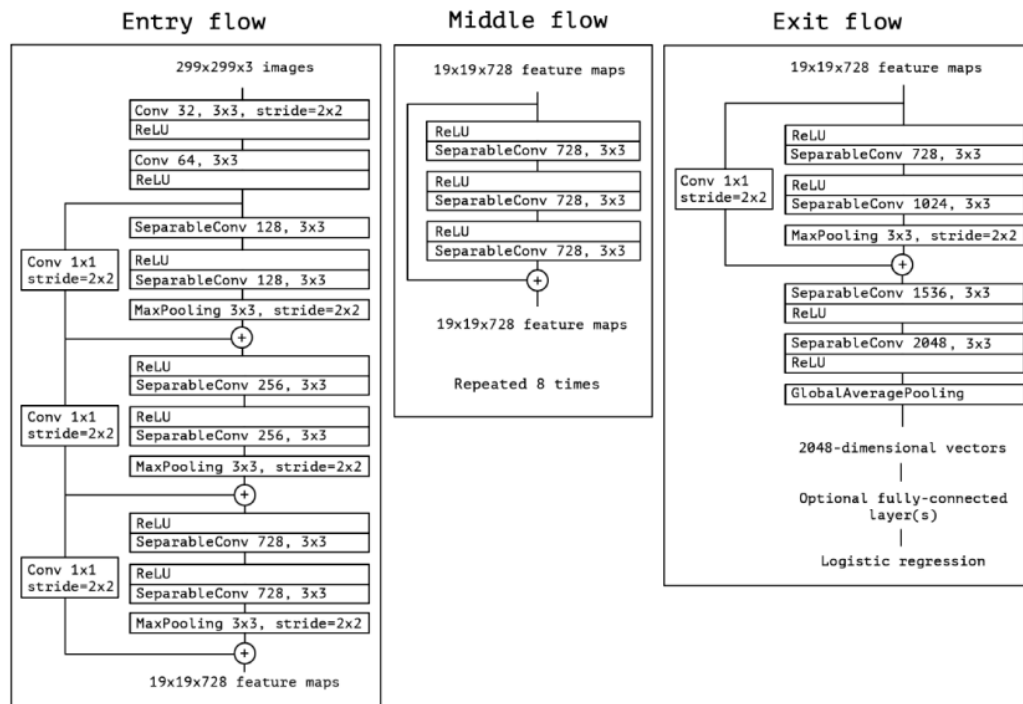 Entry flow
299x299x3 images
Conv 32, 3x3, stride=2x2
ReLU
Conv 64, 3x3
ReLU
SeparableConv 128, 3x3
Conv 1x1
stride=2x2
ReLU
SeparableConv 128, 3x3
MaxPooling 3x3, stride=2x2
+
ReLU
SeparableConv 256, 3x3
Conv 1x1
stride=2x2
ReLU
SeparableConv 256, 3x3
MaxPooling 3x3, stride=2x2
+
ReLU
SeparableConv 728, 3x3
Conv 1x1
stride=2x2
ReLU
SeparableConv 728, 3x3
MaxPooling 3x3, stride=2x2
+
19x19x728 feature maps
Middle flow
19x19x728 feature maps
ReLU
SeparableConv 728, 3x3
ReLU
SeparableConv 728, 3x3
ReLU
SeparableConv 728, 3x3
+
19x19x728 feature maps
Repeated 8 times
Exit flow
19x19x728 feature maps
ReLU
SeparableConv 728, 3x3
Conv 1x1
stride=2x2
ReLU
SeparableConv 1024, 3x3
MaxPooling 3x3, stride=2x2
+
SeparableConv 1536, 3x3
ReLU
SeparableConv 2048, 3x3
ReLU
GlobalAveragePooling
2048-dimensional vectors
Optional fully-connected
layer(s)
Logistic regression